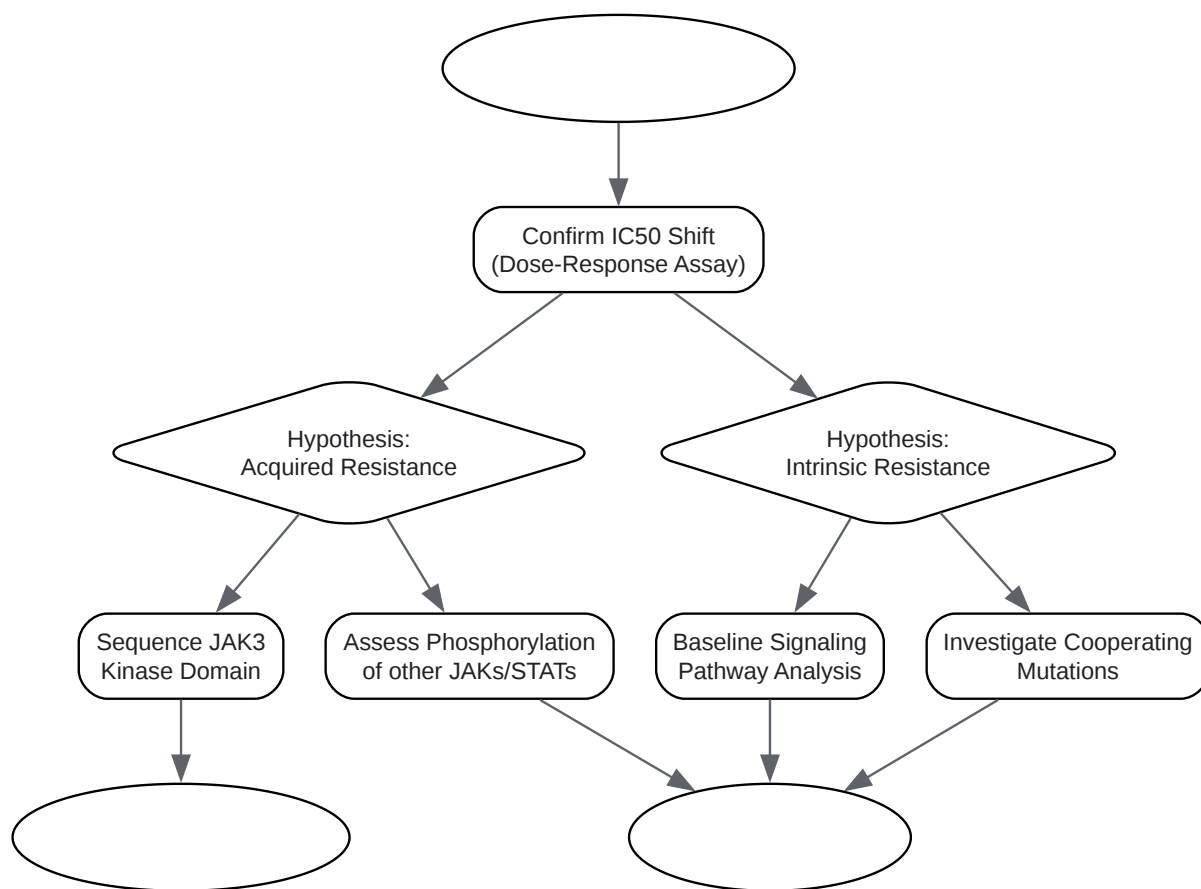 Confirm IC50 Shift
(Dose-Response Assay)
Hypothesis:
Acquired Resistance
Hypothesis:
Intrinsic Resistance
Sequence JAK3
Kinase Domain
Assess Phosphorylation
of other JAKs/STATs
Baseline Signaling
Pathway Analysis
Investigate Cooperating
Mutations